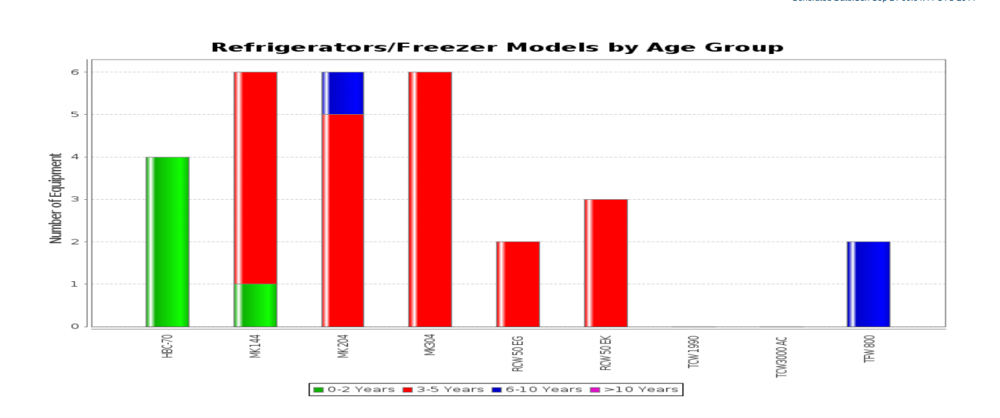 Refrigerators/Freezer Models by Age Group
Number of Equipment
6
5
4
3
2
1
0
HBC-70
MK144
MK204
MK304
RCW 50 EG
RCW 50 EK
TCW 1990
TCW3000 AC
TFW 800
0-2 Years 3-5 Years 6-10 Years >10 Years